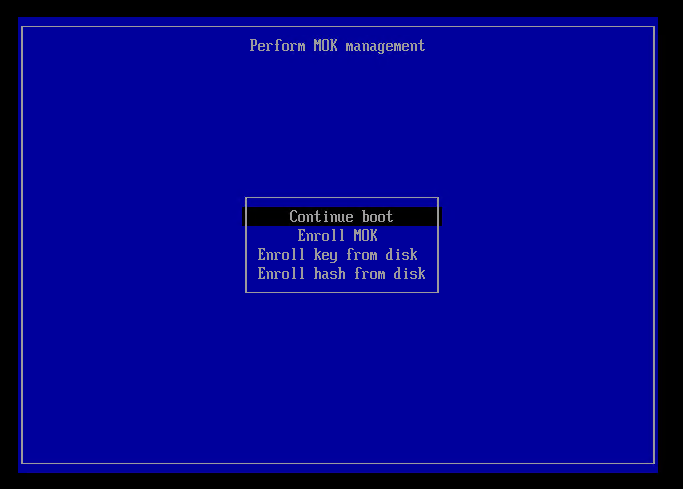 Perform MOK management
Continue boot
Enroll MOK
Enroll key from disk
Enroll hash from disk